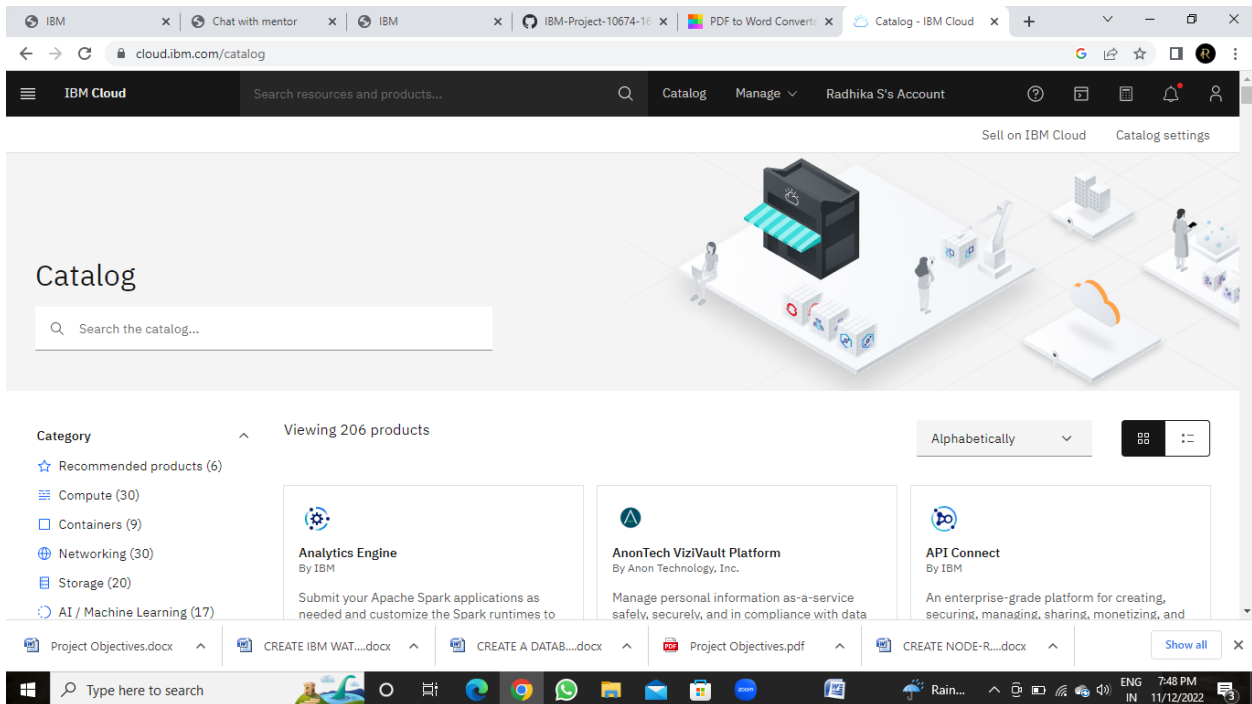 IBM
Chat with mentor
IBM
IBM-Project-10674-16
PDF to Word Converte
Catalog - IBM Cloud
cloud.ibm.com/catalog
IBM Cloud
Search resources and products...
Catalog
Manage
Radhika S's Account
Sell on IBM Cloud
Catalog settings
Catalog
Search the catalog...
Category
Viewing 206 products
Alphabetically
Recommended products (6)
Compute (30)
Containers (9)
Networking (30)
Storage (20)
AI / Machine Learning (17)
Analytics Engine
By IBM
Submit your Apache Spark applications as
needed and customize the Spark runtimes to
AnonTech ViziVault Platform
By Anon Technology, Inc.
Manage personal information as-a-service
safely, securely, and in compliance with data
API Connect
By IBM
An enterprise-grade platform for creating,
securing, managing, sharing, monetizing, and
Project Objectives.docx
CREATE IBM WAT....docx
CREATE A DATAB....docx
PDF
Project Objectives.pdf
CREATE NODE-R....docx
Show all
Type here to search
zoom
Rain...
ENG
IN
7:48 PM
11/12/2022
3